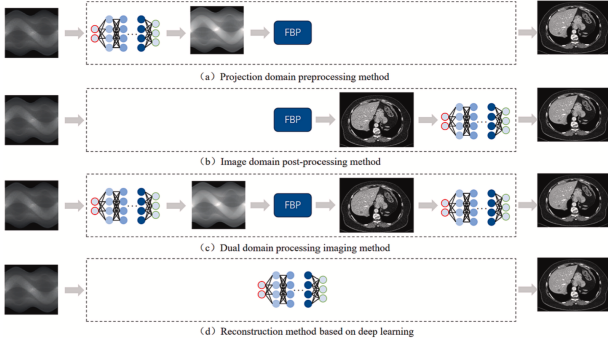 FBP
（a）Projection domain preprocessing method
FBP
（b）Image domain post-processing method
FBP
（c）Dual domain processing imaging method
（d）Reconstruction method based on deep learning